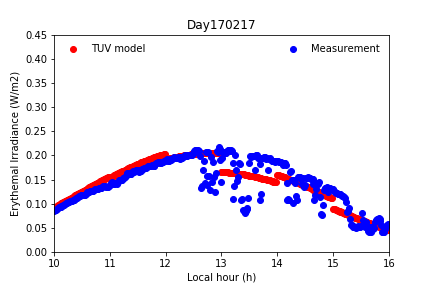 Day170217
TUV model
Measurement
Erythemal Irradiance (W/m2)
0.45
0.40
0.35
0.30
0.25
0.20
0.15
0.10
0.05
0.00
10 11 12 13 14 15 16
Local hour (h)